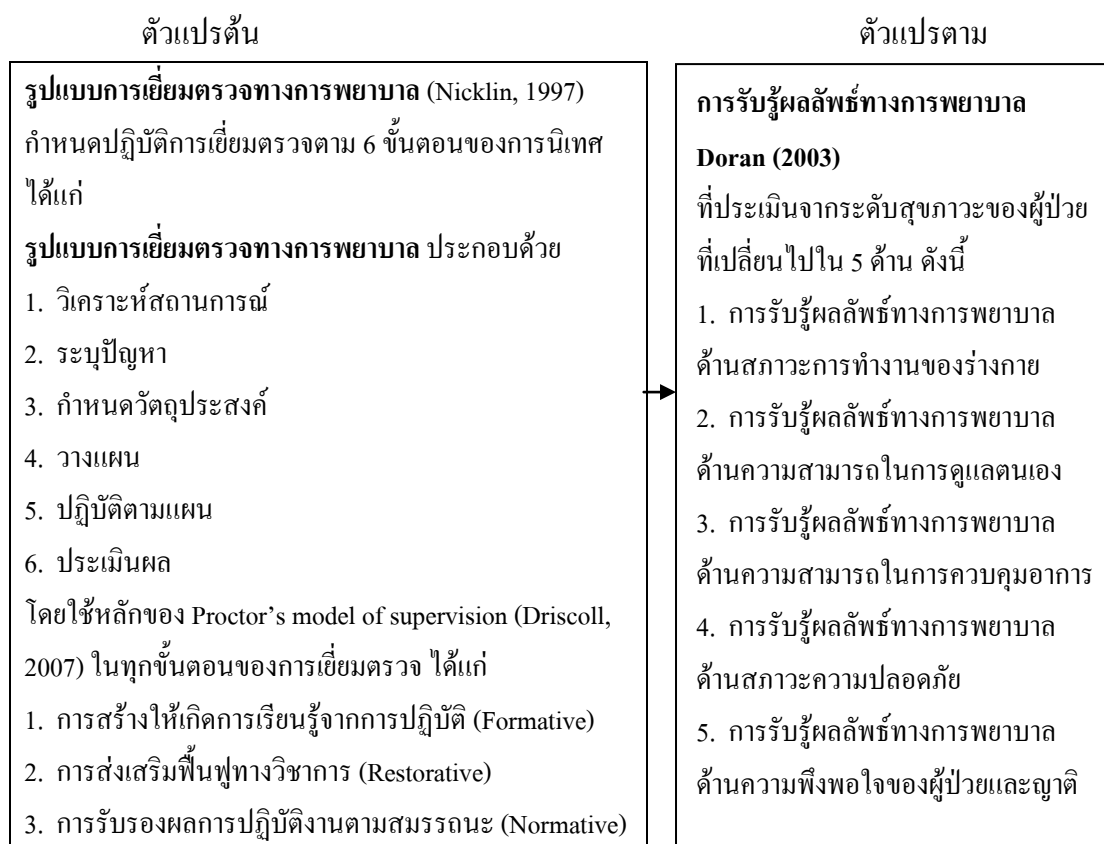 ตัวแปรต้น
รูปแบบการเยี่ยมตรวจทางการพยาบาล (Nicklin, 1997)
กำหนดปฏิบัติการเยี่ยมตรวจตาม 6 ขั้นตอนของการนิเทศ
ได้แก่
รูปแบบการเยี่ยมตรวจทางการพยาบาล ประกอบด้วย
1. วิเคราะห์สถานการณ์
2. ระบุปัญหา
3. กำหนดวัตถุประสงค์
4. วางแผน
5. ปฏิบัติตามแผน
6. ประเมินผล
โดยใช้หลักของ Proctor’s model of supervision (Driscoll,
2007) ในทุกขั้นตอนของการเยี่ยมตรวจ ได้แก่
1. การสร้างให้เกิดการเรียนรู้จากการปฏิบัติ (Formative)
2. การส่งเสริมฟื้นฟูทางวิชาการ (Restorative)
3. การรับรองผลการปฏิบัติงานตามสมรรถนะ (Normative)
ตัวแปรตาม
การรับรู้ผลลัพธ์ทางการพยาบาล
Doran (2003)
ที่ประเมินจากระดับสุขภาวะของผู้ป่วย
ที่เปลี่ยนไปใน 5 ด้าน ดังนี้
1. การรับรู้ผลลัพธ์ทางการพยาบาล
ด้านสภาวะการทำงานของร่างกาย
2. การรับรู้ผลลัพธ์ทางการพยาบาล
ด้านความสามารถในการดูแลตนเอง
3. การรับรู้ผลลัพธ์ทางการพยาบาล
ด้านความสามารถในการควบคุมอาการ
4. การรับรู้ผลลัพธ์ทางการพยาบาล
ด้านสภาวะความปลอดภัย
5. การรับรู้ผลลัพธ์ทางการพยาบาล
ด้านความพึงพอใจของผู้ป่วยและญาติ